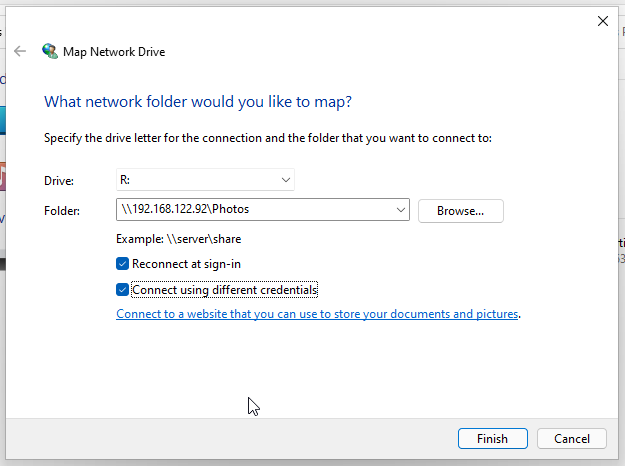 Map Network Drive
What network folder would you like to map?
Specify the drive letter for the connection and the folder that you want to connect to:
Drive: R:
Folder: \\192.168.122.92\Photos Browse...
Example: \\server\share
Reconnect at sign-in
Connect using different credentials
Connect to a website that you can use to store your documents and pictures.
Finish Cancel